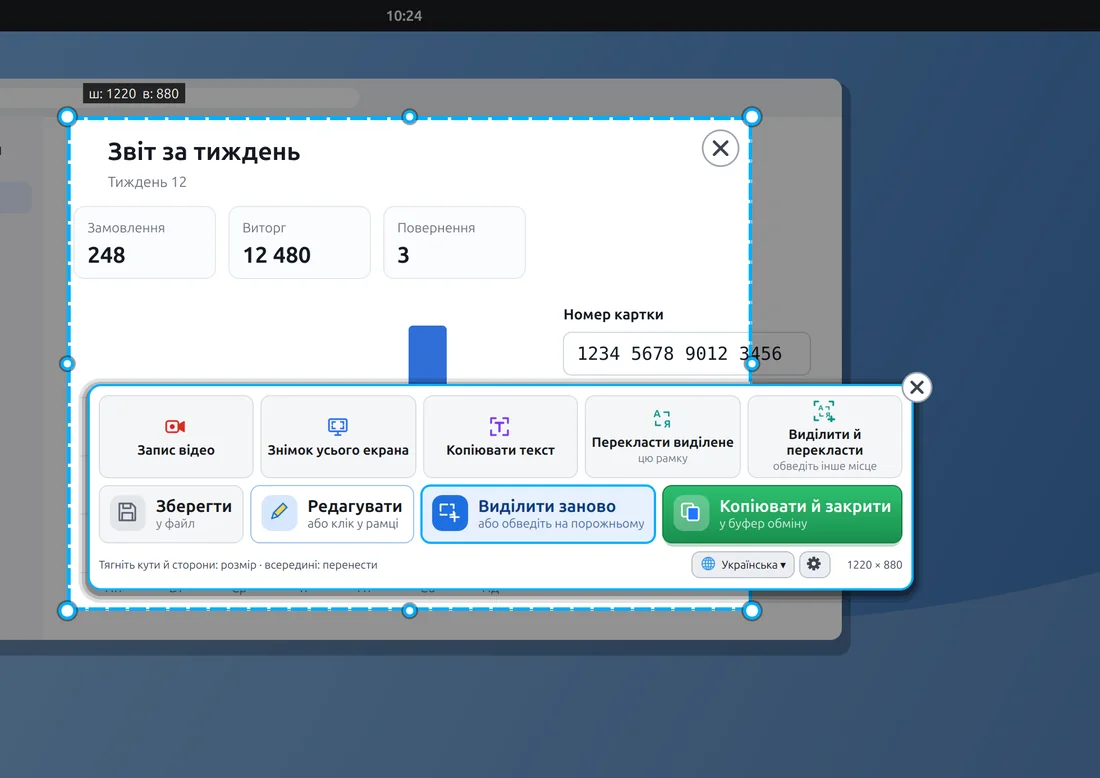 10:24
ш: 1220 в: 880
Звіт за тиждень
Тиждень 12
Замовлення
248
Виторг
12 480
Повернення
3
Номер картки
1234 5678 9012 3456
Запис відео
Знімок усього екрана
Копіювати текст
Перекласти виділене
цю рамку
Виділити й
перекласти
обведіть інше місце
Зберегти
у файл
Редагувати
або клік у рамці
Виділити заново
або обведіть на порожньому
Копіювати й закрити
у буфер обміну
Тягніть кути й сторони: розмір · всередині: перенести
Українська ▾
1220 × 880